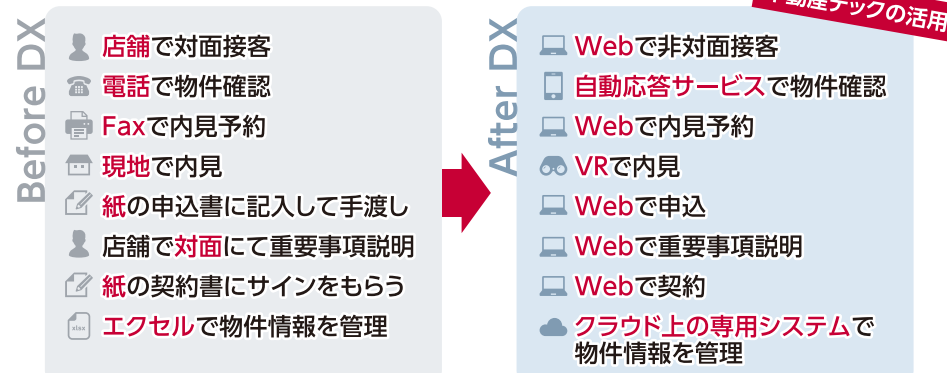 Before DX
店舗で対面接客
電話で物件確認
Faxで内見予約
現地で内見
紙の申込書に記入して手渡し
店舗で対面にて重要事項説明
紙の契約書にサインをもらう
xlsx
エクセルで物件情報を管理
After DX
不動産テックの活用
Webで非対面接客
自動応答サービスで物件確認
Webで内見予約
VRで内見
Webで申込
Webで重要事項説明
Webで契約
クラウド上の専用システムで
物件情報を管理